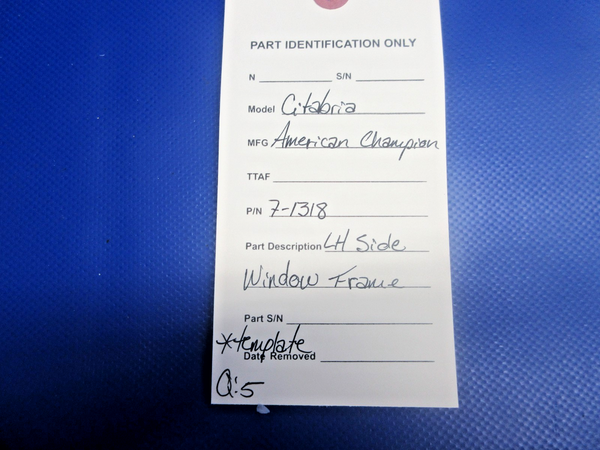 PART IDENTIFICATION ONLY
N S/N
Model Citabria
MFG American Champion
TTAF
P/N 7-1318
Part Description LH Side
Window Frame
Part S/N
*template
Date Removed
Q:5